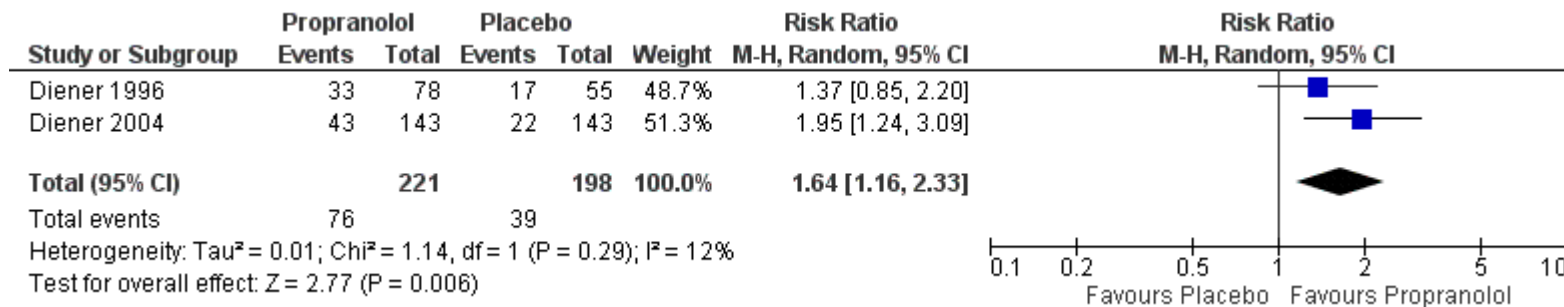 Propranolol Placebo Risk Ratio Risk Ratio
Study or Subgroup Events Total Events Total Weight M-H, Random, 95% CI M-H, Random, 95% CI
Diener 1996 33 78 17 55 48.7% 1.37 [0.85, 2.20]
Diener 2004 43 143 22 143 51.3% 1.95 [1.24, 3.09]
Total (95% CI) 221 198 100.0% 1.64 [1.16, 2.33]
Total events 76 39
Heterogeneity: Tau² = 0.01; Chi² = 1.14, df = 1 (P = 0.29); I² = 12%
Test for overall effect: Z = 2.77 (P = 0.006)
0.1 0.2 0.5 1 2 5 10
Favours Placebo Favours Propranolol